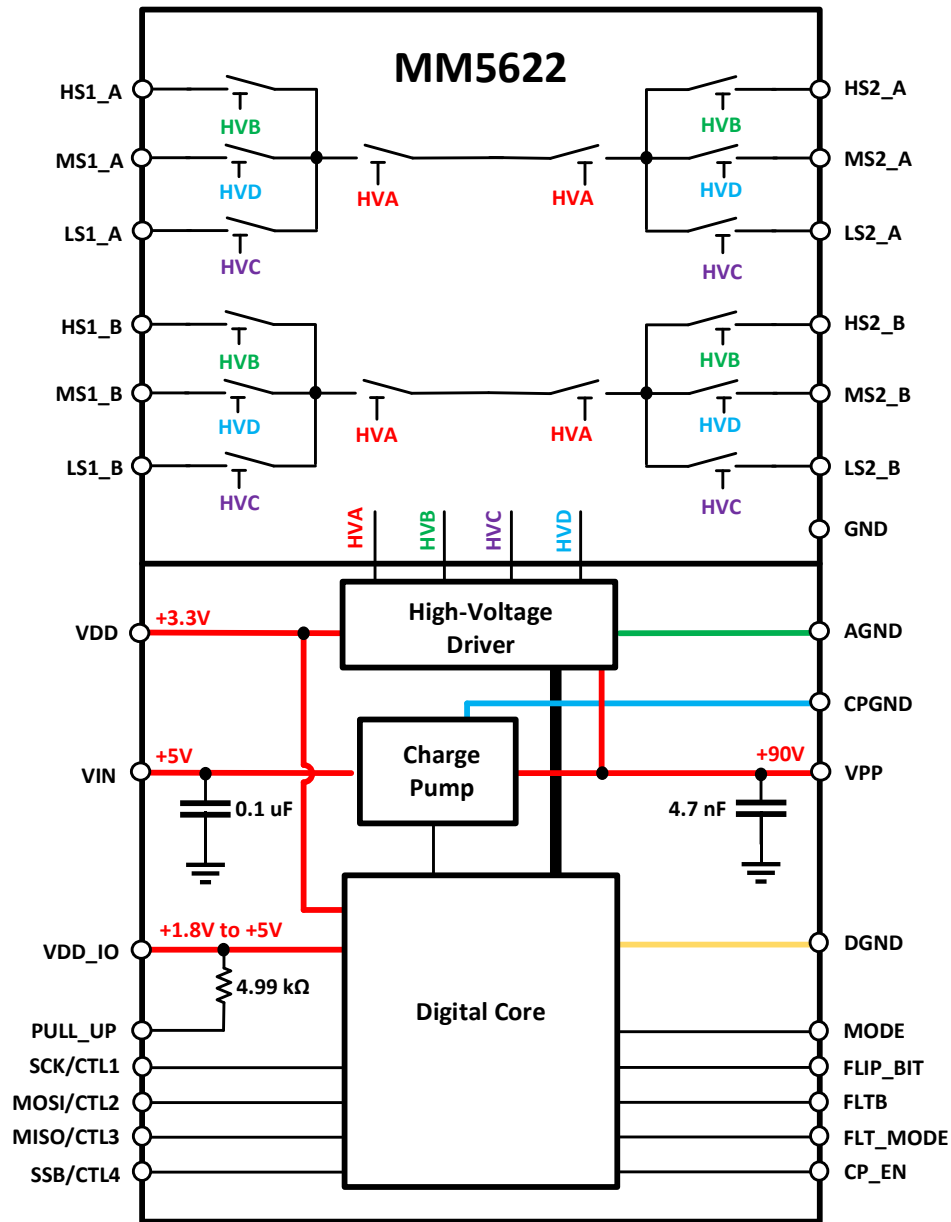 MM5622
HS1_A
HVB
HVB
HS2_A
MS1_A
HVD
HVA
HVA
HVD
MS2_A
LS1_A
HVC
HVC
LS2_A
HS1_B
HVB
HVB
HS2_B
MS1_B
HVD
HVA
HVA
HVD
MS2_B
LS1_B
HVC
HVC
LS2_B
HVA
HVB
HVC
HVD
GND
VDD
+3.3V
High-Voltage
Driver
AGND
CPGND
VIN
+5V
Charge
Pump
+90V
VPP
0.1 uF
4.7 nF
VDD_IO
+1.8V to +5V
DGND
4.99 kΩ
Digital Core
PULL_UP
MODE
SCK/CTL1
FLIP_BIT
MOSI/CTL2
FLTB
MISO/CTL3
FLT_MODE
SSB/CTL4
CP_EN